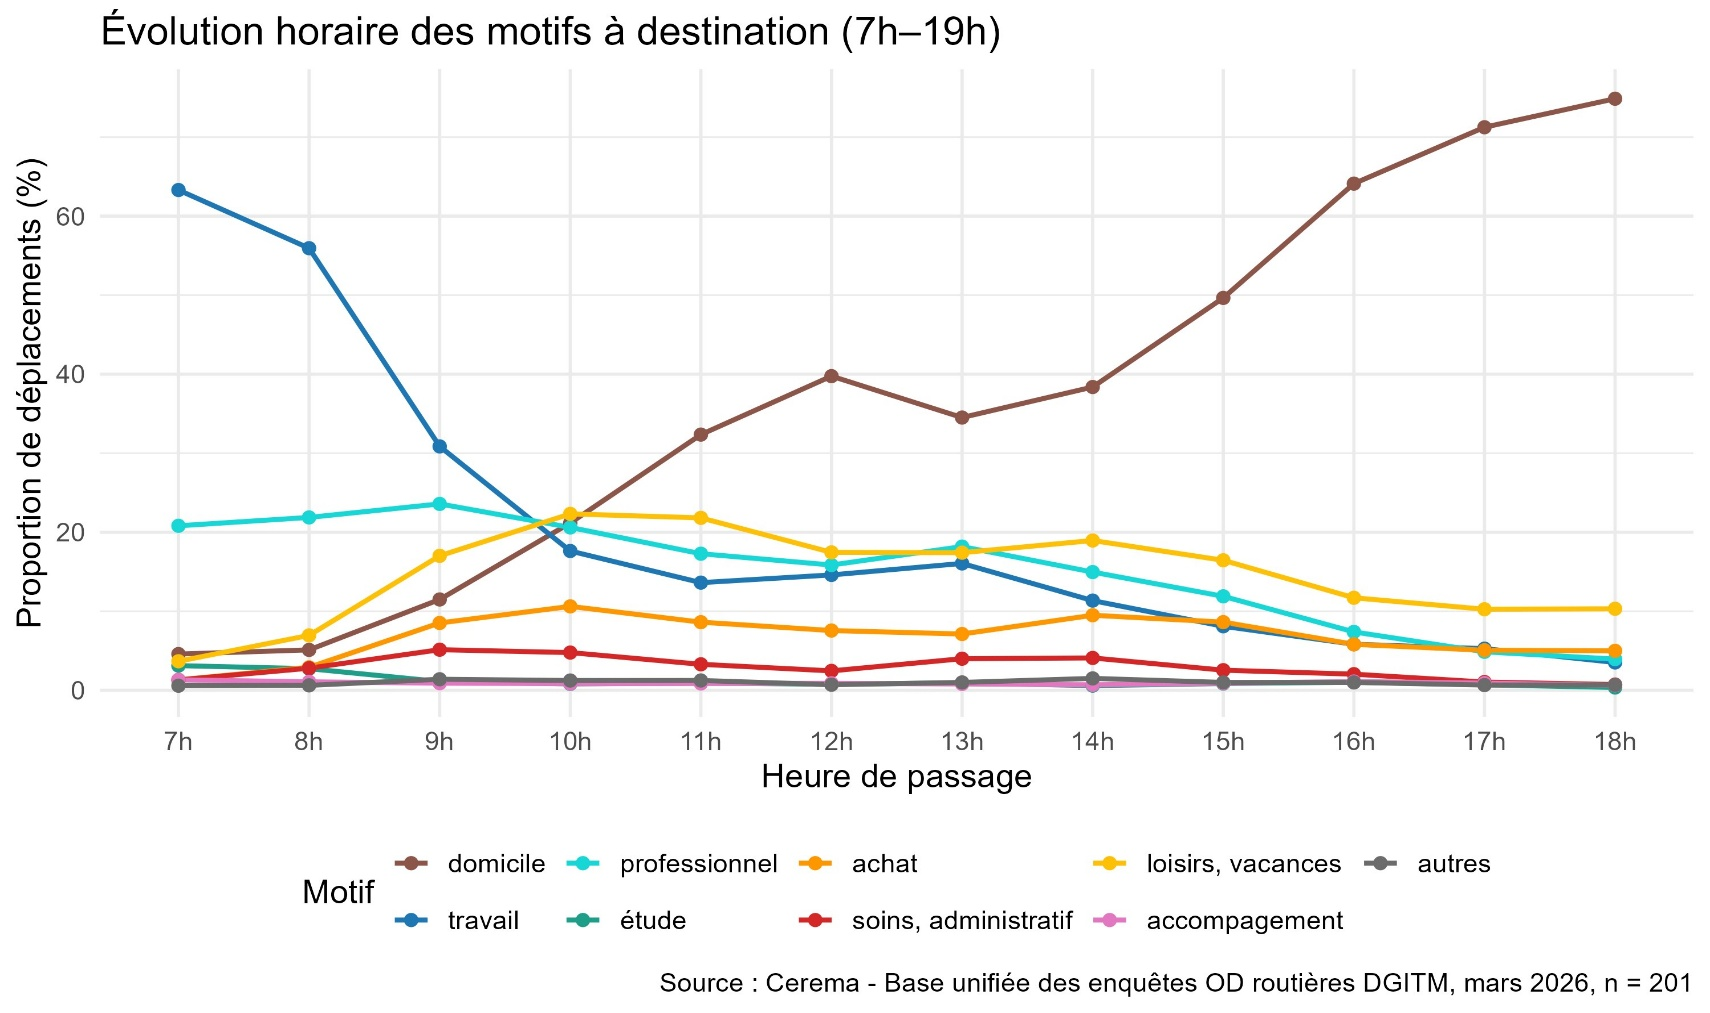 Évolution horaire des motifs à destination (7h–19h)
Proportion de déplacements (%)
60
40
20
0
7h 8h 9h 10h 11h 12h 13h 14h 15h 16h 17h 18h
Heure de passage
Motif
domicile professionnel achat loisirs, vacances autres
travail étude soins, administratif accompagement
Source : Cerema - Base unifiée des enquêtes OD routières DGITM, mars 2026, n = 201